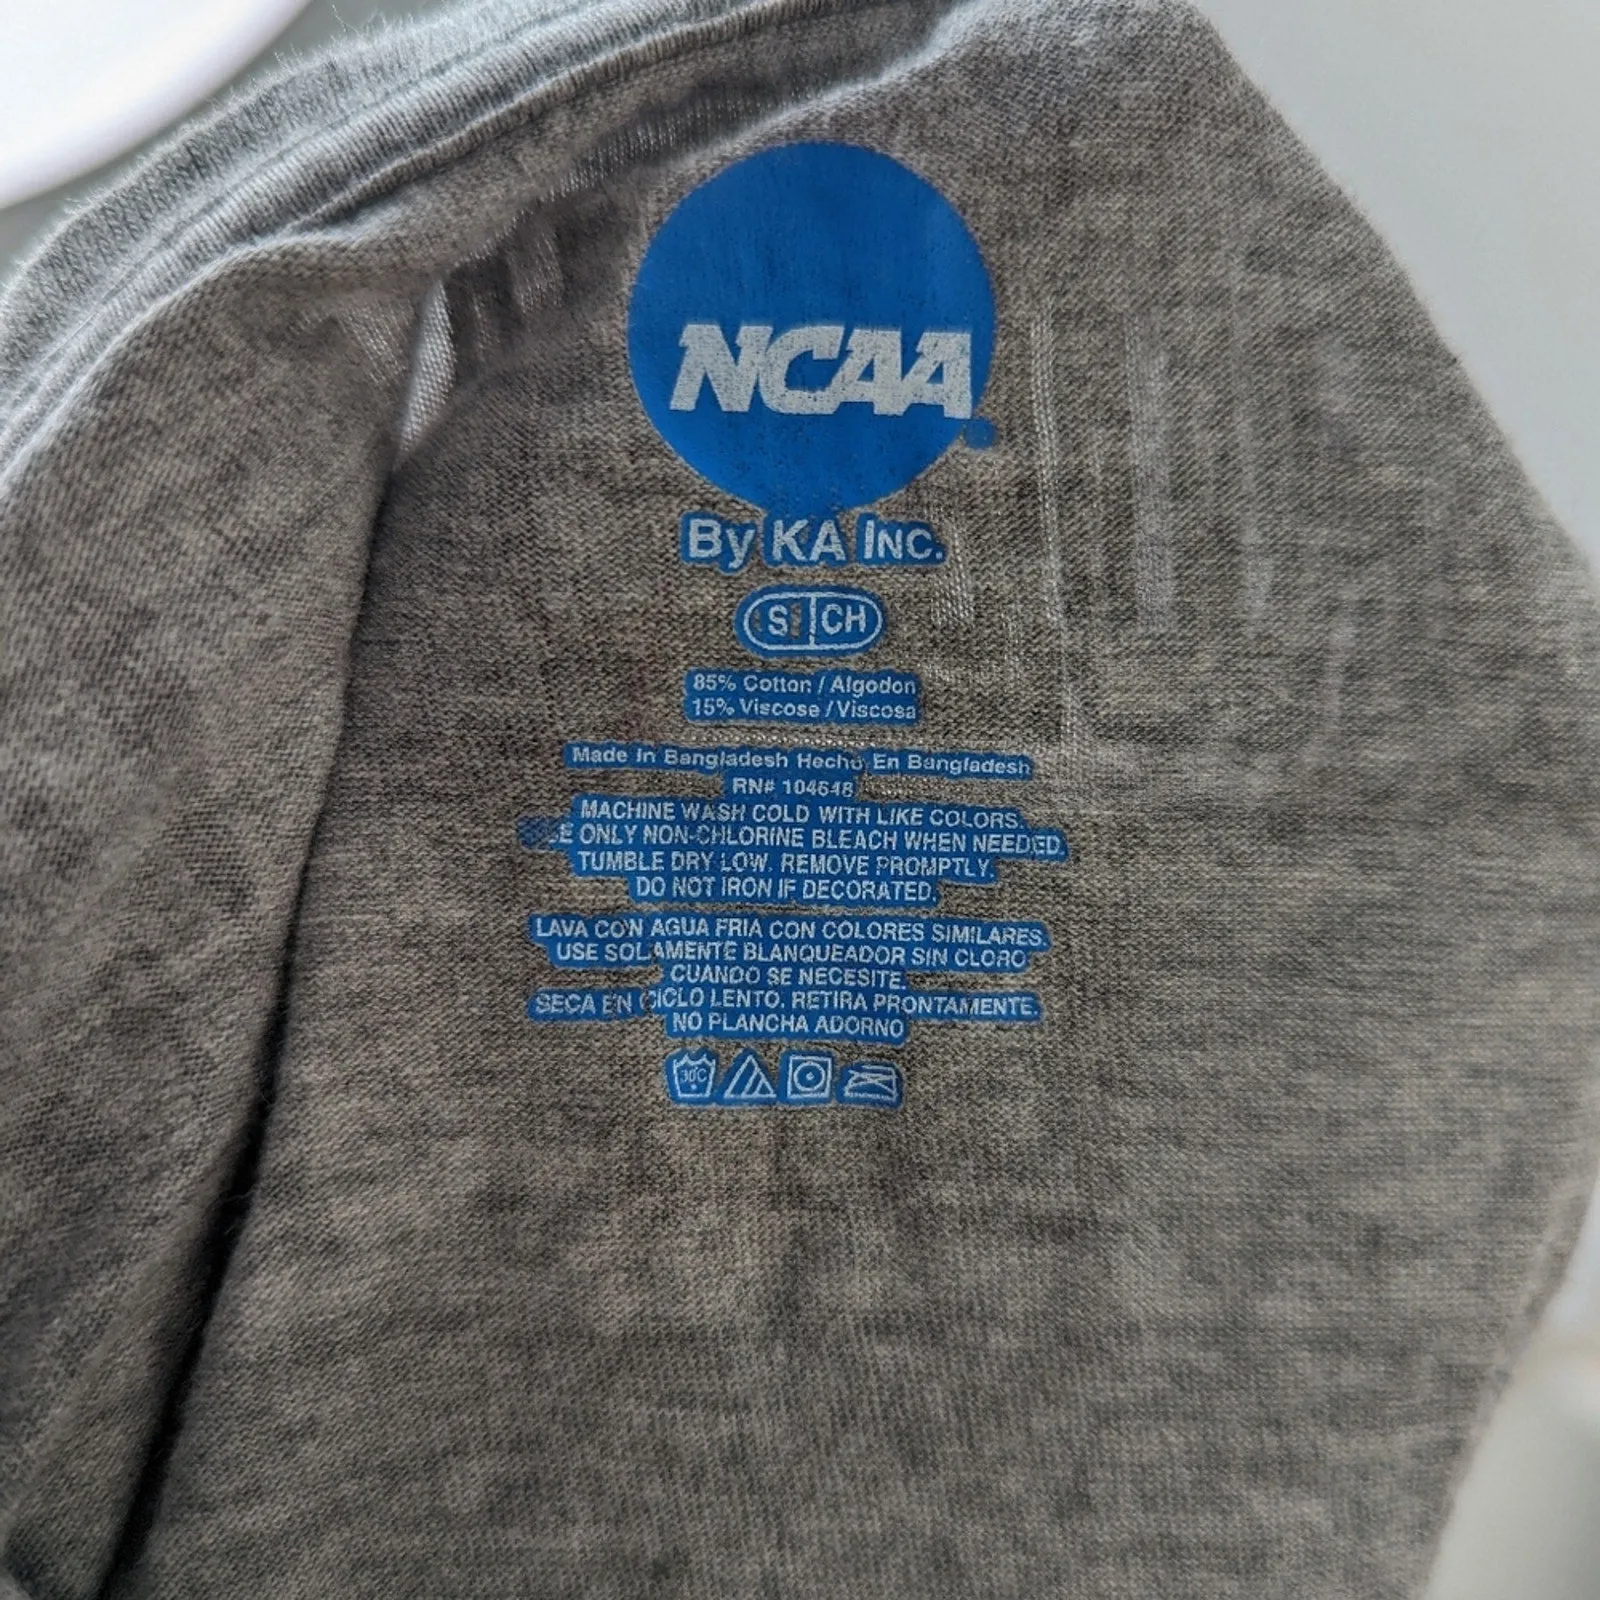 NCAA
By KA INC.
S CH
85% Cotton / Algodon
15% Viscose / Viscosa
Made In Bangladesh Hecho En Bangladesh
RN# 104648
MACHINE WASH COLD WITH LIKE COLORS.
ONLY NON-CHLORINE BLEACH WHEN NEEDED.
TUMBLE DRY LOW. REMOVE PROMPTLY.
DO NOT IRON IF DECORATED.
LAVA CON AGUA FRIA CON COLORES SIMILARES.
USE SOLAMENTE BLANQUEADOR SIN CLORO
CUANDO SE NECESITE.
SECA EN CICLO LENTO. RETIRA PRONTAMENTE.
NO PLANCHA ADORNO
30°C